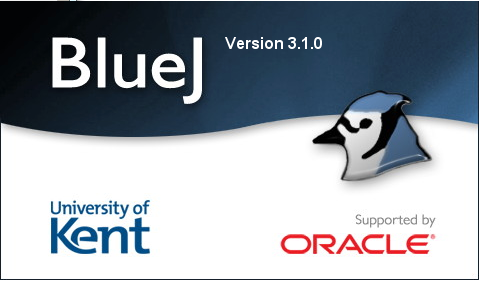 BlueJ
Version 3.1.0
University of
Kent
Supported by
ORACLE®